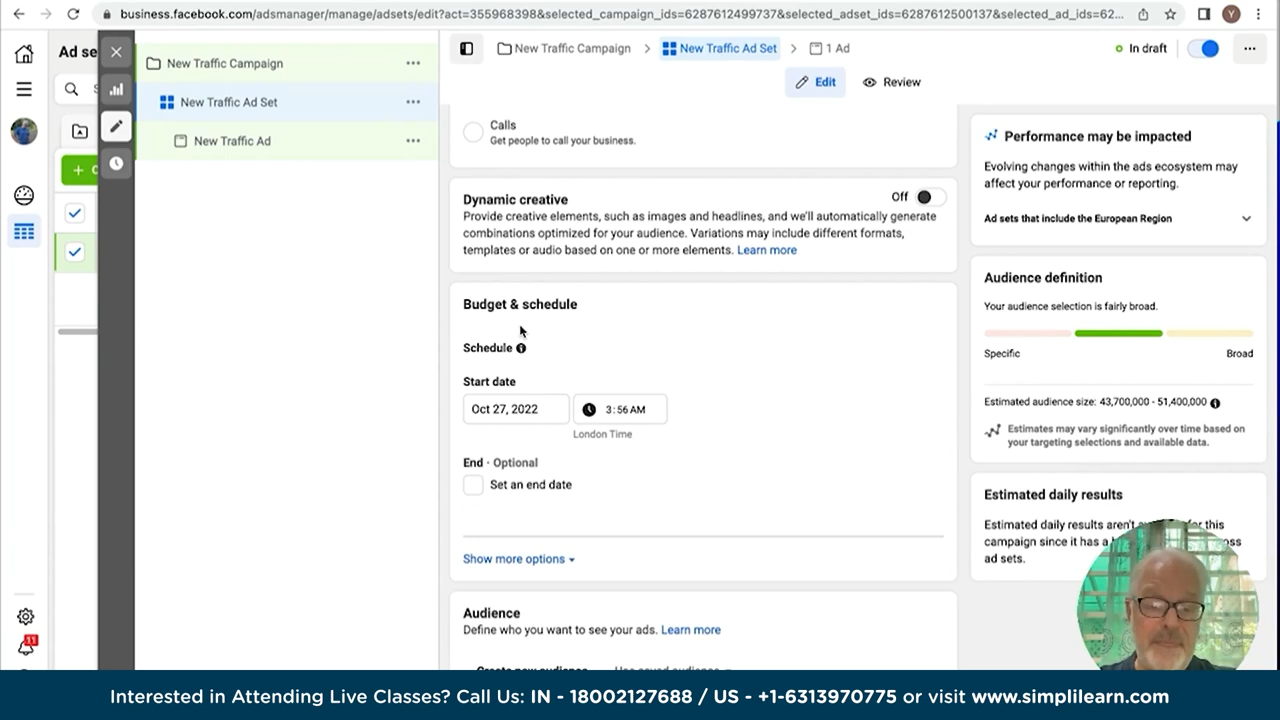 business.facebook.com/adsmanager/manage/adsets/edit?act=355968398&selected_campaign_ids=6287612499737&selected_adset_ids=6287612500137&selected_ad_ids=62...
Y
Ad se
New Traffic Campaign
New Traffic Ad Set
New Traffic Ad
New Traffic Campaign
New Traffic Ad Set
1 Ad
In draft
Edit
Review
Calls
Get people to call your business.
Dynamic creative
Off
Provide creative elements, such as images and headlines, and we'll automatically generate
combinations optimized for your audience. Variations may include different formats,
templates or audio based on one or more elements. Learn more
Budget & schedule
Schedule
Start date
Oct 27, 2022
3:56 AM
London Time
End · Optional
Set an end date
Show more options
Audience
Define who you want to see your ads. Learn more
Create new audience
Use saved audience
Performance may be impacted
Evolving changes within the ads ecosystem may
affect your performance or reporting.
Ad sets that include the European Region
Audience definition
Your audience selection is fairly broad.
Specific
Broad
Estimated audience size: 43,700,000 - 51,400,000
Estimates may vary significantly over time based on
your targeting selections and available data.
Estimated daily results
Estimated daily results aren't for this
campaign since it has a
ad sets.
11
Interested in Attending Live Classes? Call Us: IN - 18002127688 / US - +1-6313970775 or visit www.simplilearn.com